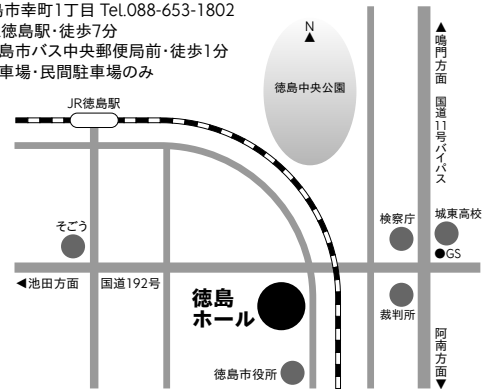 島市幸町1丁目 Tel.088-653-1802
徳島駅・徒歩7分
島市バス中央郵便局前・徒歩1分
車場・民間駐車場のみ
N
徳島中央公園
▲鳴門方面 国道11号バイパス
JR徳島駅
そごう
検察庁
城東高校
●GS
◀池田方面 国道192号
徳島
ホール
裁判所
徳島市役所
阿南方面▼